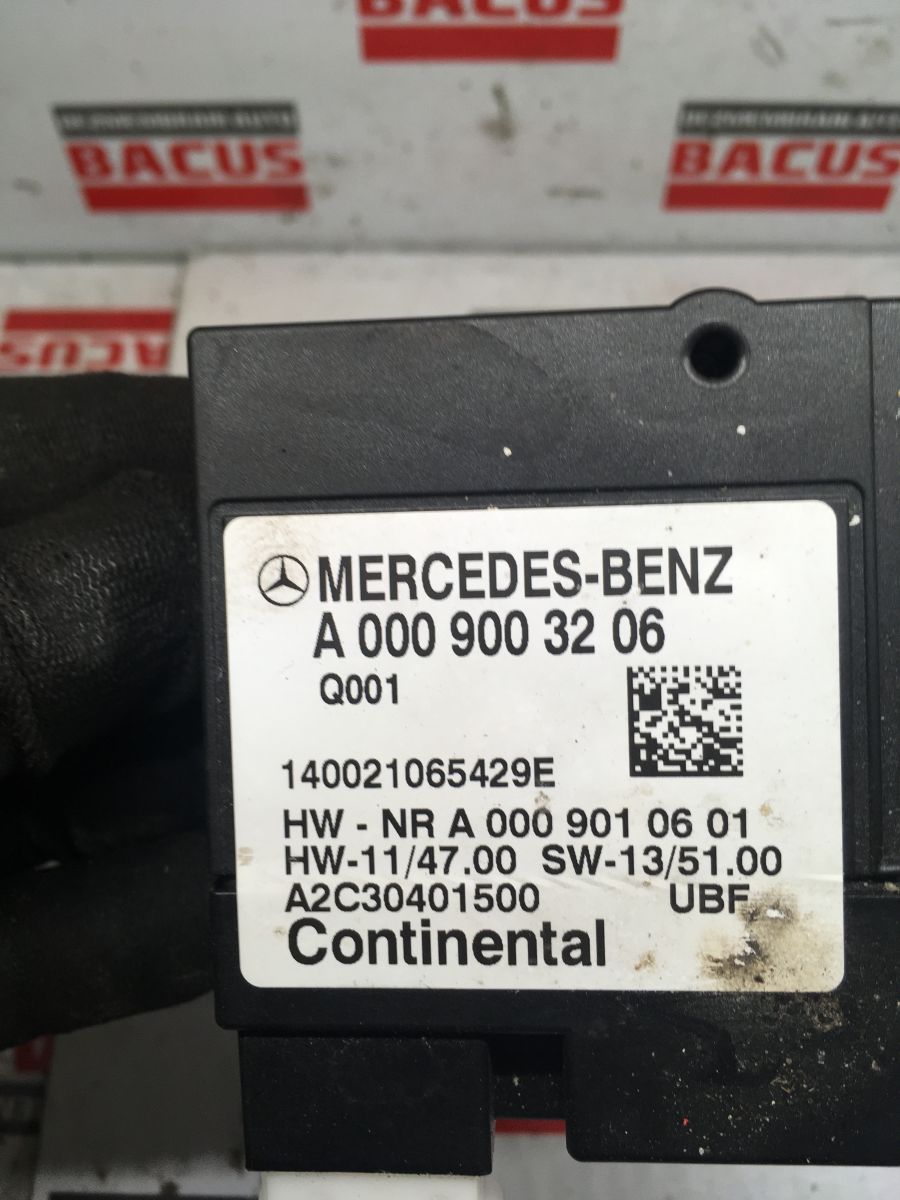 BACUS
BACUS
BACUS
ACUS
MERCEDES-BENZ
A 000 900 32 06
Q001
140021065429E
HW - NR A 000 901 06 01
HW-11/47.00 SW-13/51.00
A2C30401500 UBF
Continental